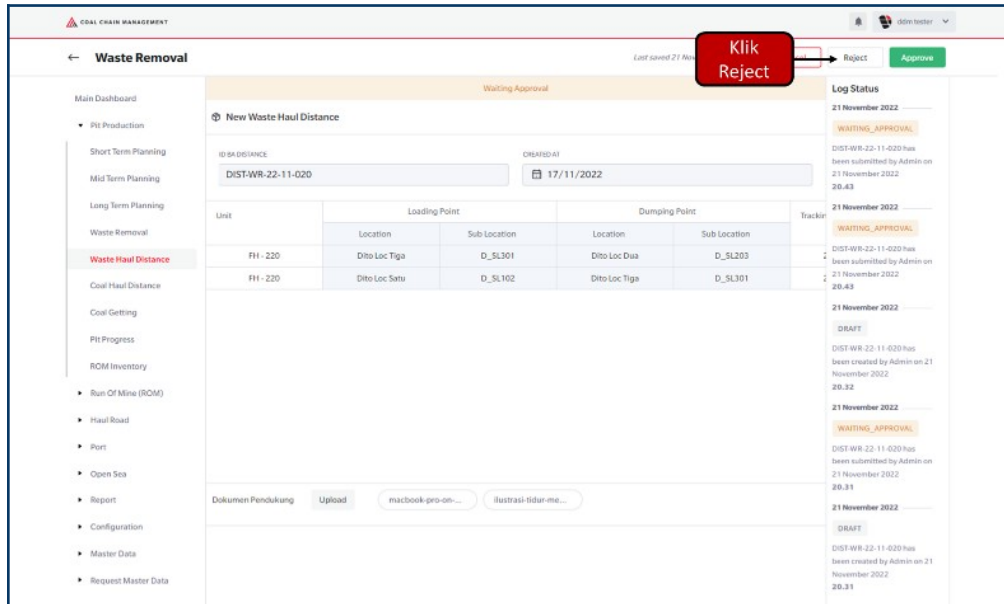 COAL CHAIN MANAGEMENT
ddm tester
Waste Removal
Last saved 21 Nov
Klik
Reject
Reject
Approve
Main Dashboard
Pit Production
Short Term Planning
Mid Term Planning
Long Term Planning
Waste Removal
Waste Haul Distance
Coal Haul Distance
Coal Getting
Pit Progress
ROM Inventory
Run Of Mine (ROM)
Haul Road
Port
Open Sea
Report
Configuration
Master Data
Request Master Data
Waiting Approval
New Waste Haul Distance
ID BA DISTANCE
CREATED AT
DIST-WR-22-11-020
17/11/2022
Unit
Loading Point
Dumping Point
Location
Sub Location
Location
Sub Location
FH - 220
Dito Loc Tiga
D_SL301
Dito Loc Dua
D_SL203
FH - 220
Dito Loc Satu
D_SL102
Dito Loc Tiga
D_SL301
Dokumen Pendukung
Upload
macbook-pro-on-...
ilustrasi-tidur-me...
Log Status
21 November 2022
WAITING_APPROVAL
DIST-WR-22-11-020 has
been submitted by Admin on
21 November 2022
20.43
21 November 2022
WAITING_APPROVAL
DIST-WR-22-11-020 has
been submitted by Admin on
21 November 2022
20.43
21 November 2022
DRAFT
DIST-WR-22-11-020 has
been created by Admin on 21
November 2022
20.32
21 November 2022
WAITING_APPROVAL
DIST-WR-22-11-020 has
been submitted by Admin on
21 November 2022
20.31
21 November 2022
DRAFT
DIST-WR-22-11-020 has
been created by Admin on 21
November 2022
20.31